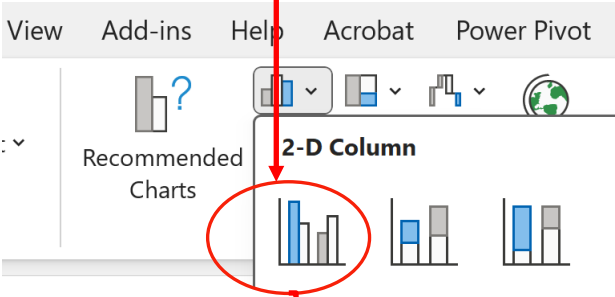 View Add-ins Help Acrobat Power Pivot
Recommended
Charts
2-D Column